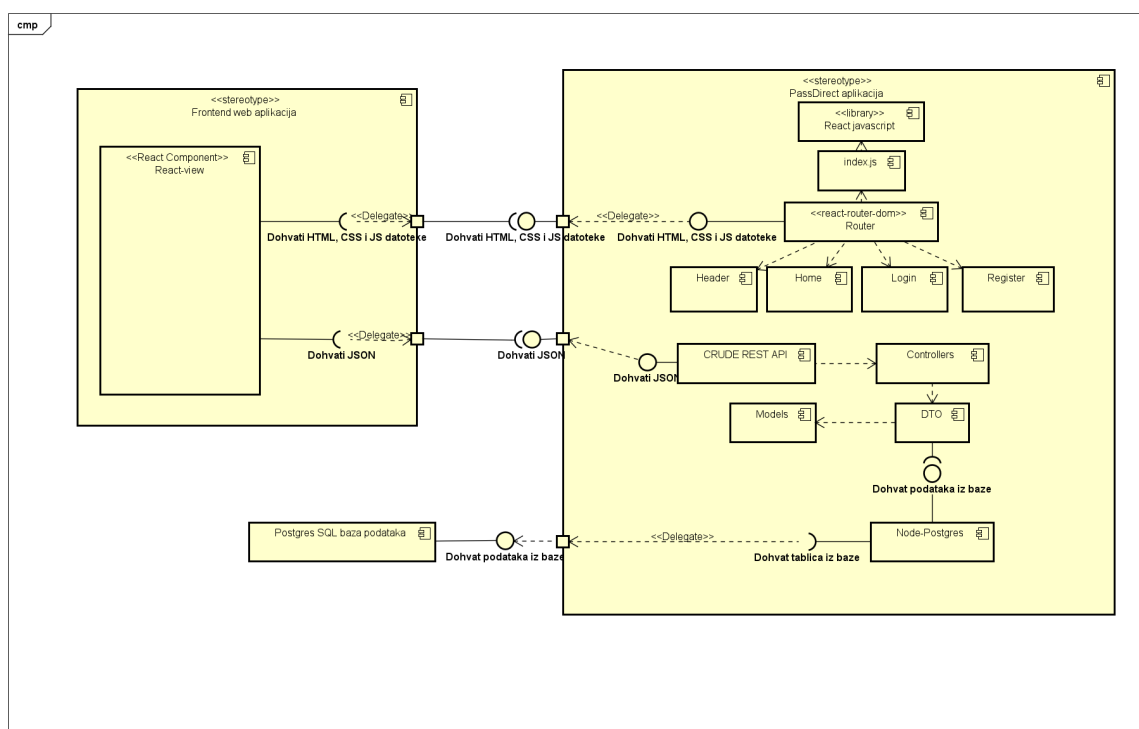 cmp
<<stereotype>>
Frontend web aplikacija
<<React Component>>
React-view
<<Delegate>>
Dohvati HTML, CSS i JS datoteke
<<Delegate>>
Dohvati JSON
Dohvati HTML, CSS i JS datoteke
Dohvati JSON
<<stereotype>>
PassDirect aplikacija
<<library>>
React javascript
index.js
<<Delegate>>
Dohvati HTML, CSS i JS datoteke
<<react-router-dom>>
Router
Header
Home
Login
Register
Dohvati JSON
CRUDE REST API
Controllers
Models
DTO
Dohvat podataka iz baze
Postgres SQL baza podataka
Dohvat podataka iz baze
<<Delegate>>
Dohvat tablica iz baze
Node-Postgres